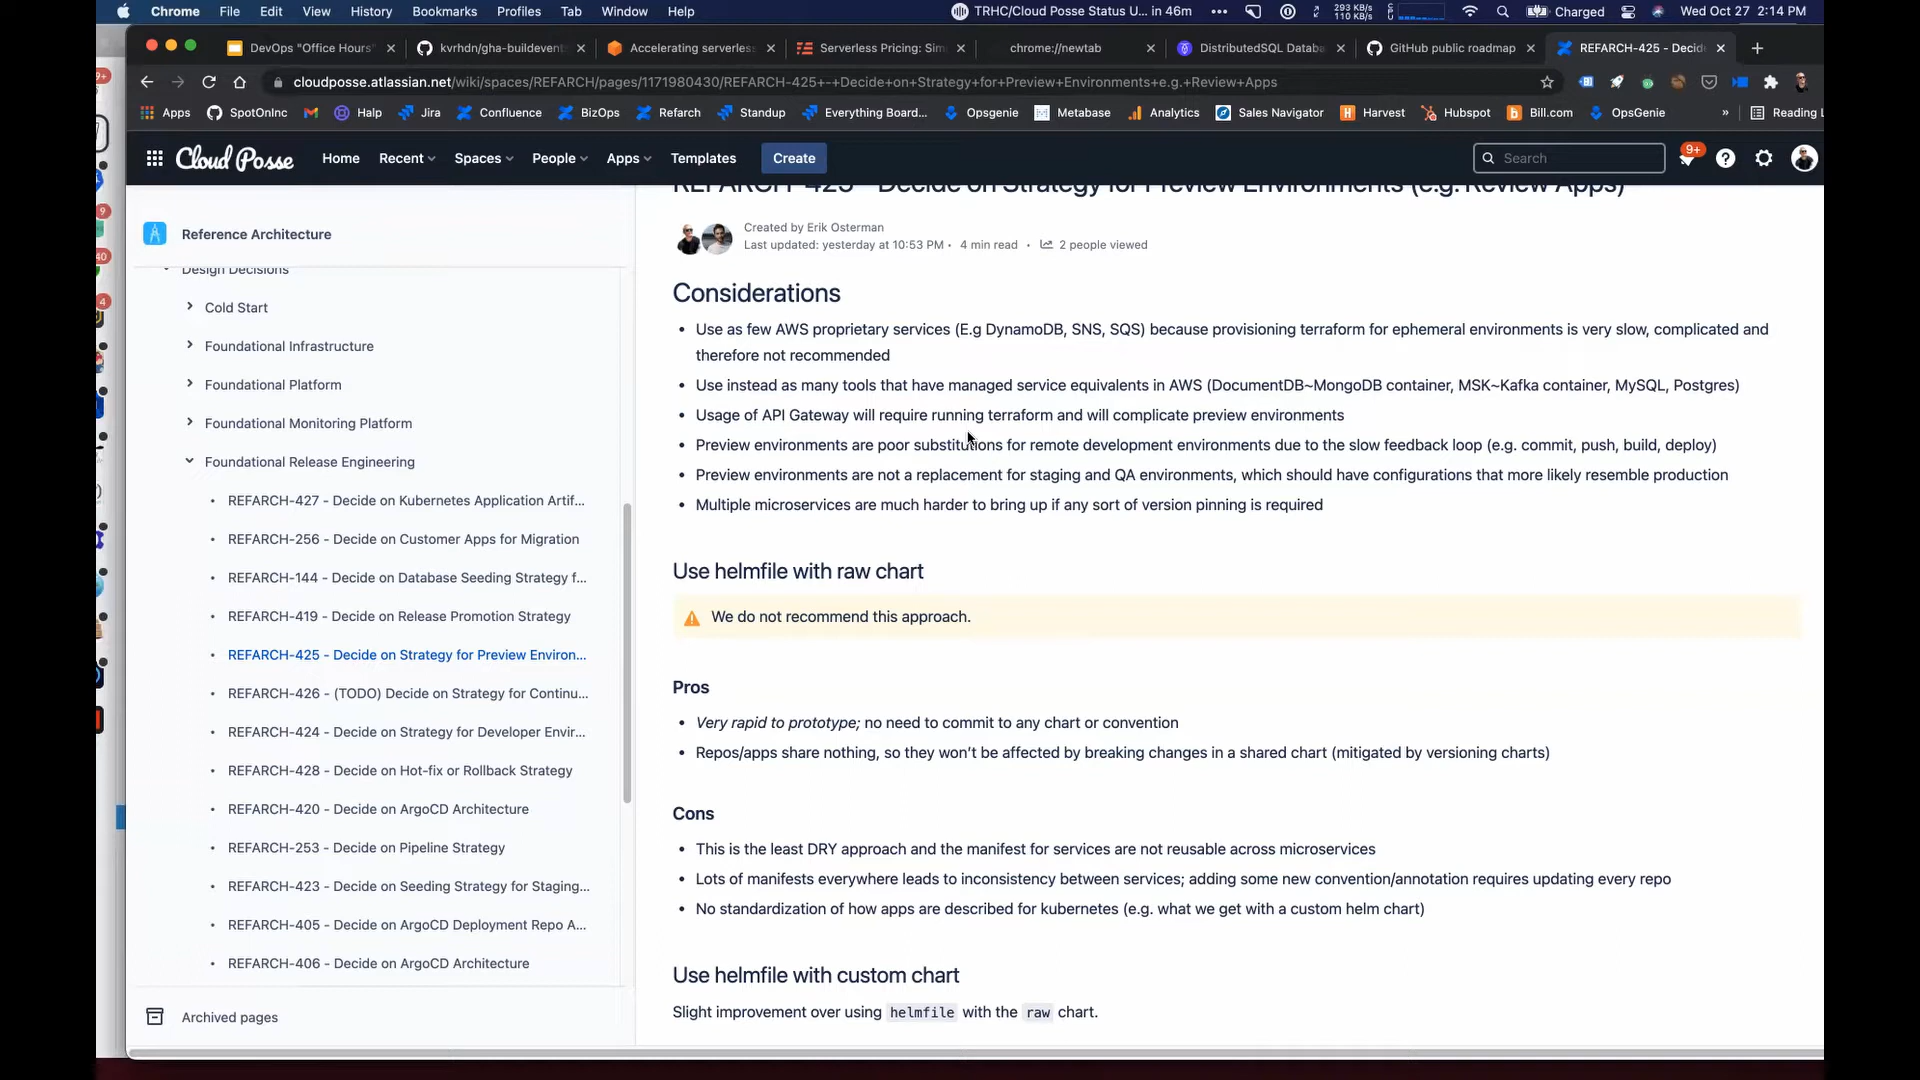 Chrome File Edit View History Bookmarks Profiles Tab Window Help TRHC/Cloud Posse Status U... in 46m 293 KB/s 110 KB/s Charged Wed Oct 27 2:14 PM
DevOps "Office Hours" kvrhdn/gha-buildevent Accelerating serverles Serverless Pricing: Sim chrome://newtab DistributedSQL Databa GitHub public roadmap REFARCH-425 - Decid
cloudposse.atlassian.net/wiki/spaces/REFARCH/pages/1171980430/REFARCH-425+-+Decide+on+Strategy+for+Preview+Environments+e.g.+Review+Apps
Apps SpotOnInc Halp Jira Confluence BizOps Refarch Standup Everything Board... Opsgenie Metabase Analytics Sales Navigator Harvest Hubspot Bill.com OpsGenie » Reading L
Cloud Posse Home Recent Spaces People Apps Templates Create Search 9+
REFARCH-425 - Decide on Strategy for Preview Environments (e.g. Review Apps)
Created by Erik Osterman
Last updated: yesterday at 10:53 PM • 4 min read • 2 people viewed
Reference Architecture
Design Decisions
Cold Start
Foundational Infrastructure
Foundational Platform
Foundational Monitoring Platform
Foundational Release Engineering
• REFARCH-427 - Decide on Kubernetes Application Artif...
• REFARCH-256 - Decide on Customer Apps for Migration
• REFARCH-144 - Decide on Database Seeding Strategy f...
• REFARCH-419 - Decide on Release Promotion Strategy
• REFARCH-425 - Decide on Strategy for Preview Environ...
• REFARCH-426 - (TODO) Decide on Strategy for Continu...
• REFARCH-424 - Decide on Strategy for Developer Envir...
• REFARCH-428 - Decide on Hot-fix or Rollback Strategy
• REFARCH-420 - Decide on ArgoCD Architecture
• REFARCH-253 - Decide on Pipeline Strategy
• REFARCH-423 - Decide on Seeding Strategy for Staging...
• REFARCH-405 - Decide on ArgoCD Deployment Repo A...
• REFARCH-406 - Decide on ArgoCD Architecture
Archived pages
Considerations
• Use as few AWS proprietary services (E.g DynamoDB, SNS, SQS) because provisioning terraform for ephemeral environments is very slow, complicated and
therefore not recommended
• Use instead as many tools that have managed service equivalents in AWS (DocumentDB~MongoDB container, MSK~Kafka container, MySQL, Postgres)
• Usage of API Gateway will require running terraform and will complicate preview environments
• Preview environments are poor substitutions for remote development environments due to the slow feedback loop (e.g. commit, push, build, deploy)
• Preview environments are not a replacement for staging and QA environments, which should have configurations that more likely resemble production
• Multiple microservices are much harder to bring up if any sort of version pinning is required
Use helmfile with raw chart
We do not recommend this approach.
Pros
• Very rapid to prototype; no need to commit to any chart or convention
• Repos/apps share nothing, so they won't be affected by breaking changes in a shared chart (mitigated by versioning charts)
Cons
• This is the least DRY approach and the manifest for services are not reusable across microservices
• Lots of manifests everywhere leads to inconsistency between services; adding some new convention/annotation requires updating every repo
• No standardization of how apps are described for kubernetes (e.g. what we get with a custom helm chart)
Use helmfile with custom chart
Slight improvement over using helmfile with the raw chart.